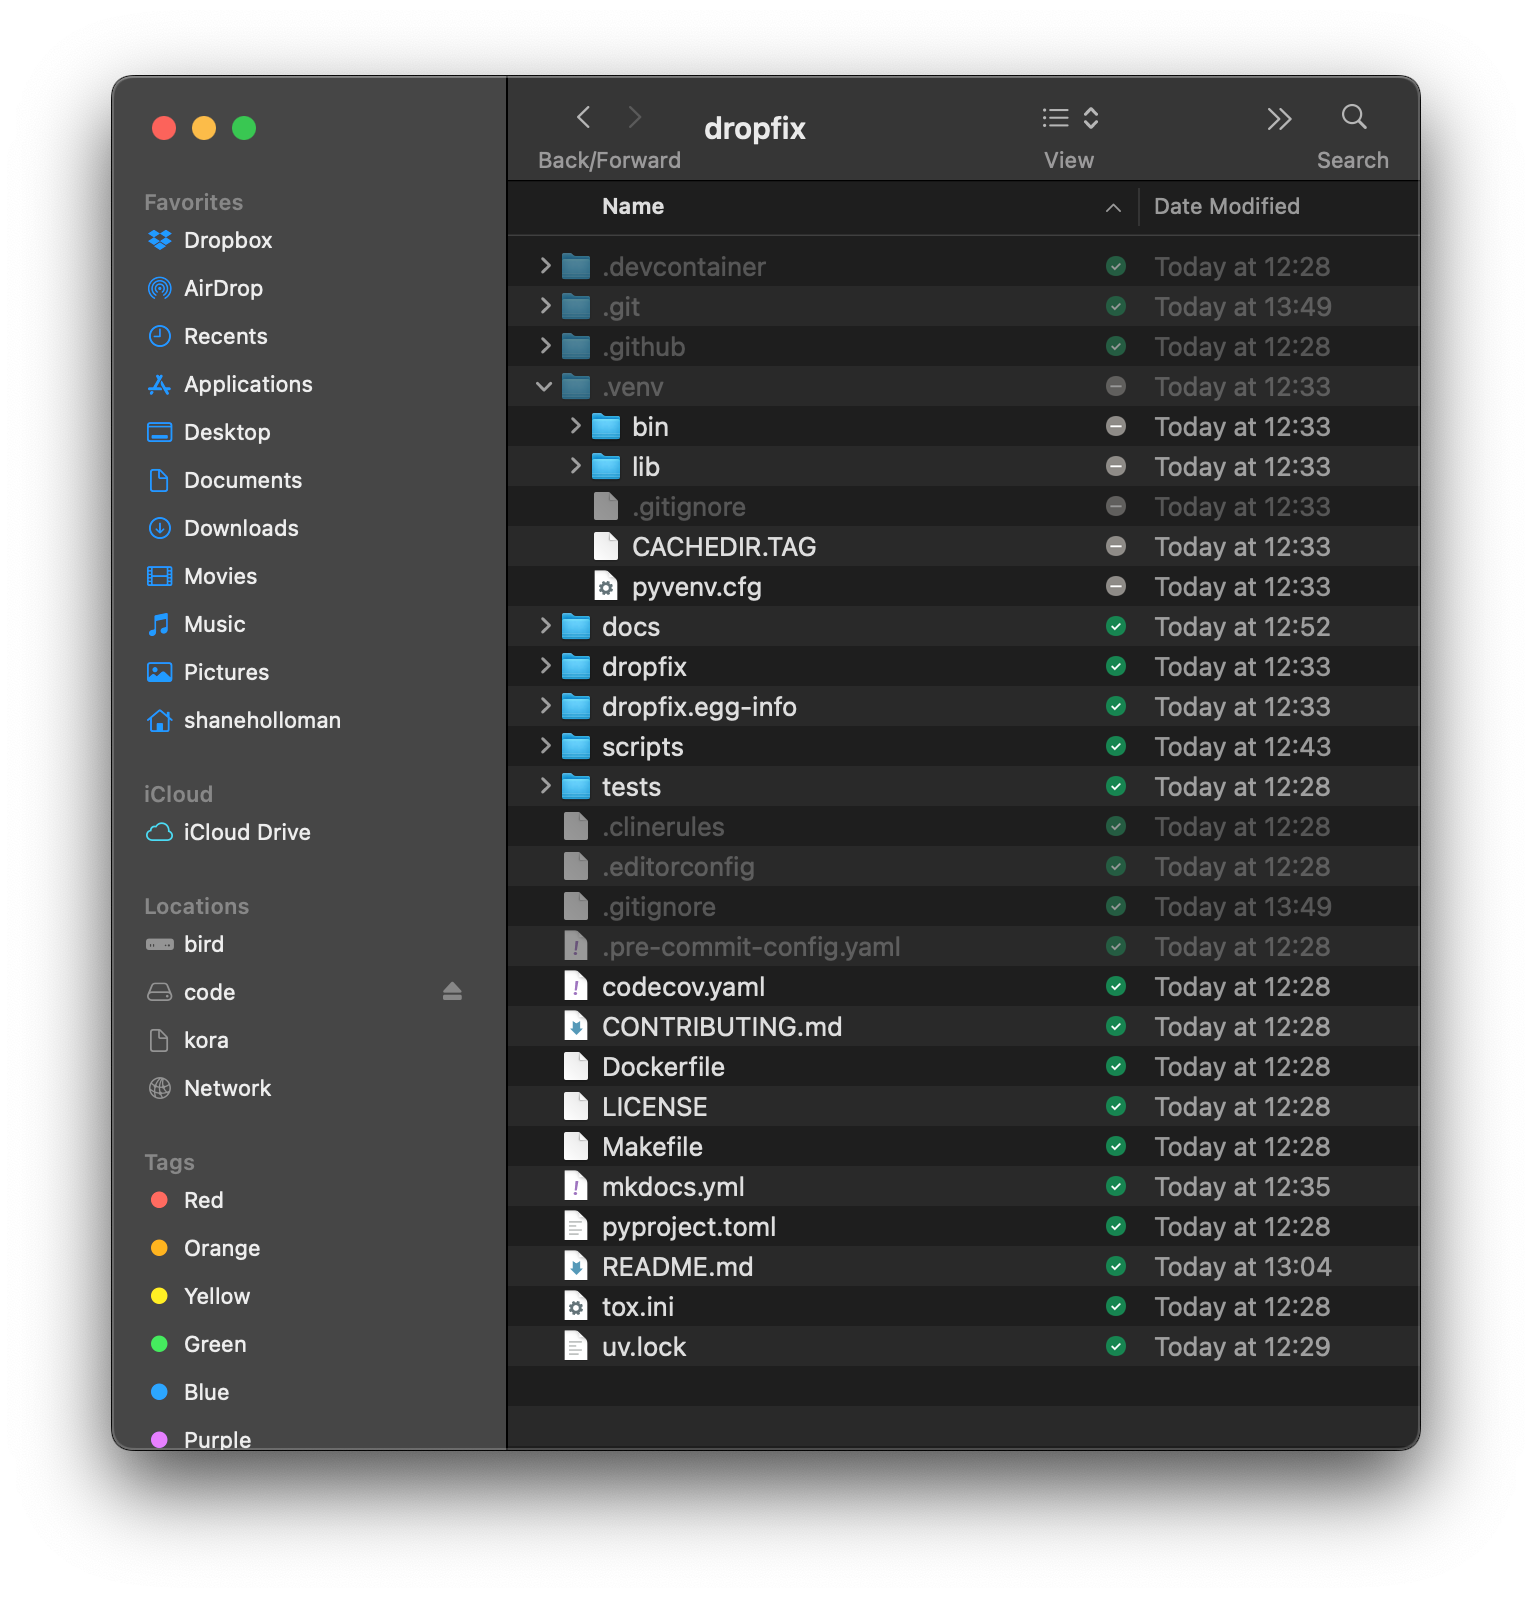 dropfix
Back/Forward
View
Search
Favorites
Dropbox
AirDrop
Recents
Applications
Desktop
Documents
Downloads
Movies
Music
Pictures
shaneholloman
iCloud
iCloud Drive
Locations
bird
code
kora
Network
Tags
Red
Orange
Yellow
Green
Blue
Purple
Name Date Modified
.devcontainer Today at 12:28
.git Today at 13:49
.github Today at 12:28
.venv Today at 12:33
bin Today at 12:33
lib Today at 12:33
.gitignore Today at 12:33
CACHEDIR.TAG Today at 12:33
pyvenv.cfg Today at 12:33
docs Today at 12:52
dropfix Today at 12:33
dropfix.egg-info Today at 12:33
scripts Today at 12:43
tests Today at 12:28
.clinerules Today at 12:28
.editorconfig Today at 12:28
.gitignore Today at 13:49
.pre-commit-config.yaml Today at 12:28
codecov.yaml Today at 12:28
CONTRIBUTING.md Today at 12:28
Dockerfile Today at 12:28
LICENSE Today at 12:28
Makefile Today at 12:28
mkdocs.yml Today at 12:35
pyproject.toml Today at 12:28
README.md Today at 13:04
tox.ini Today at 12:28
uv.lock Today at 12:29